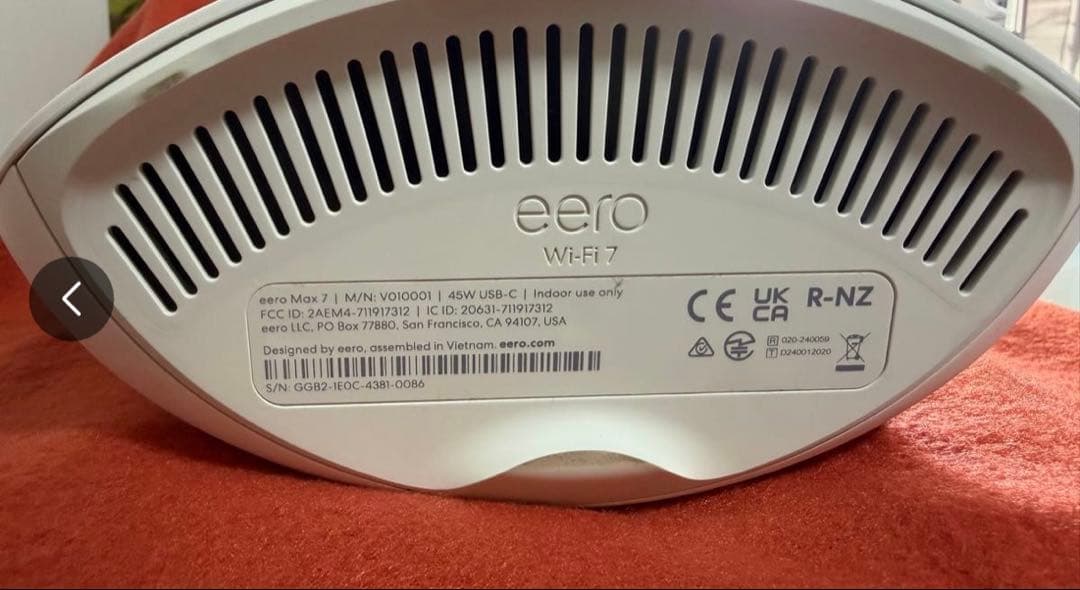 eero
Wi-Fi 7
eero Max 7 | M/N: V010001 | 45W USB-C | Indoor use only
FCC ID: 2AEM4-711917312 | IC ID: 20631-711917312
eero LLC, PO Box 77880, San Francisco, CA 94107, USA
Designed by eero, assembled in Vietnam. eero.com
S/N: GGB2-1E0C-4381-0086
CE UK CA R-NZ
R 020-240059
T D240012020